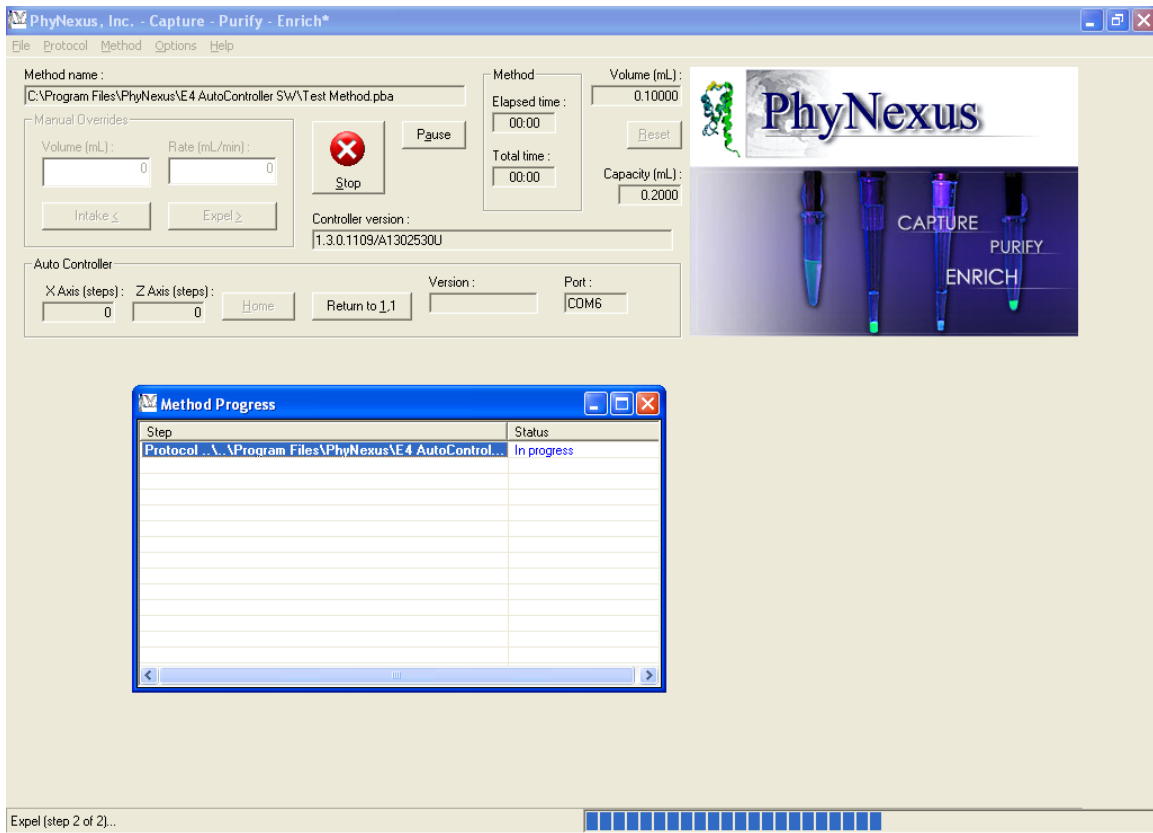 PhyNexus, Inc. - Capture - Purify - Enrich*
File Protocol Method Options Help
Method name :
C:\Program Files\PhyNexus\E4 AutoController SW\Test Method.pba
Manual Overrides
Volume (mL) :
Rate (mL/min) :
0
0
Intake <
Expel >
Stop
Pause
Method
Elapsed time :
00:00
Total time :
00:00
Volume (mL) :
0.10000
Reset
Capacity (mL) :
0.2000
Controller version :
1.3.0.1109/A1302530U
Auto Controller
X Axis (steps) :
Z Axis (steps) :
0
0
Home
Return to 1,1
Version :
Port :
COM6
PhyNexus
CAPTURE
PURIFY
ENRICH
Method Progress
Step Status
Protocol ..\..\Program Files\PhyNexus\E4 AutoControl... In progress
Expel (step 2 of 2)...